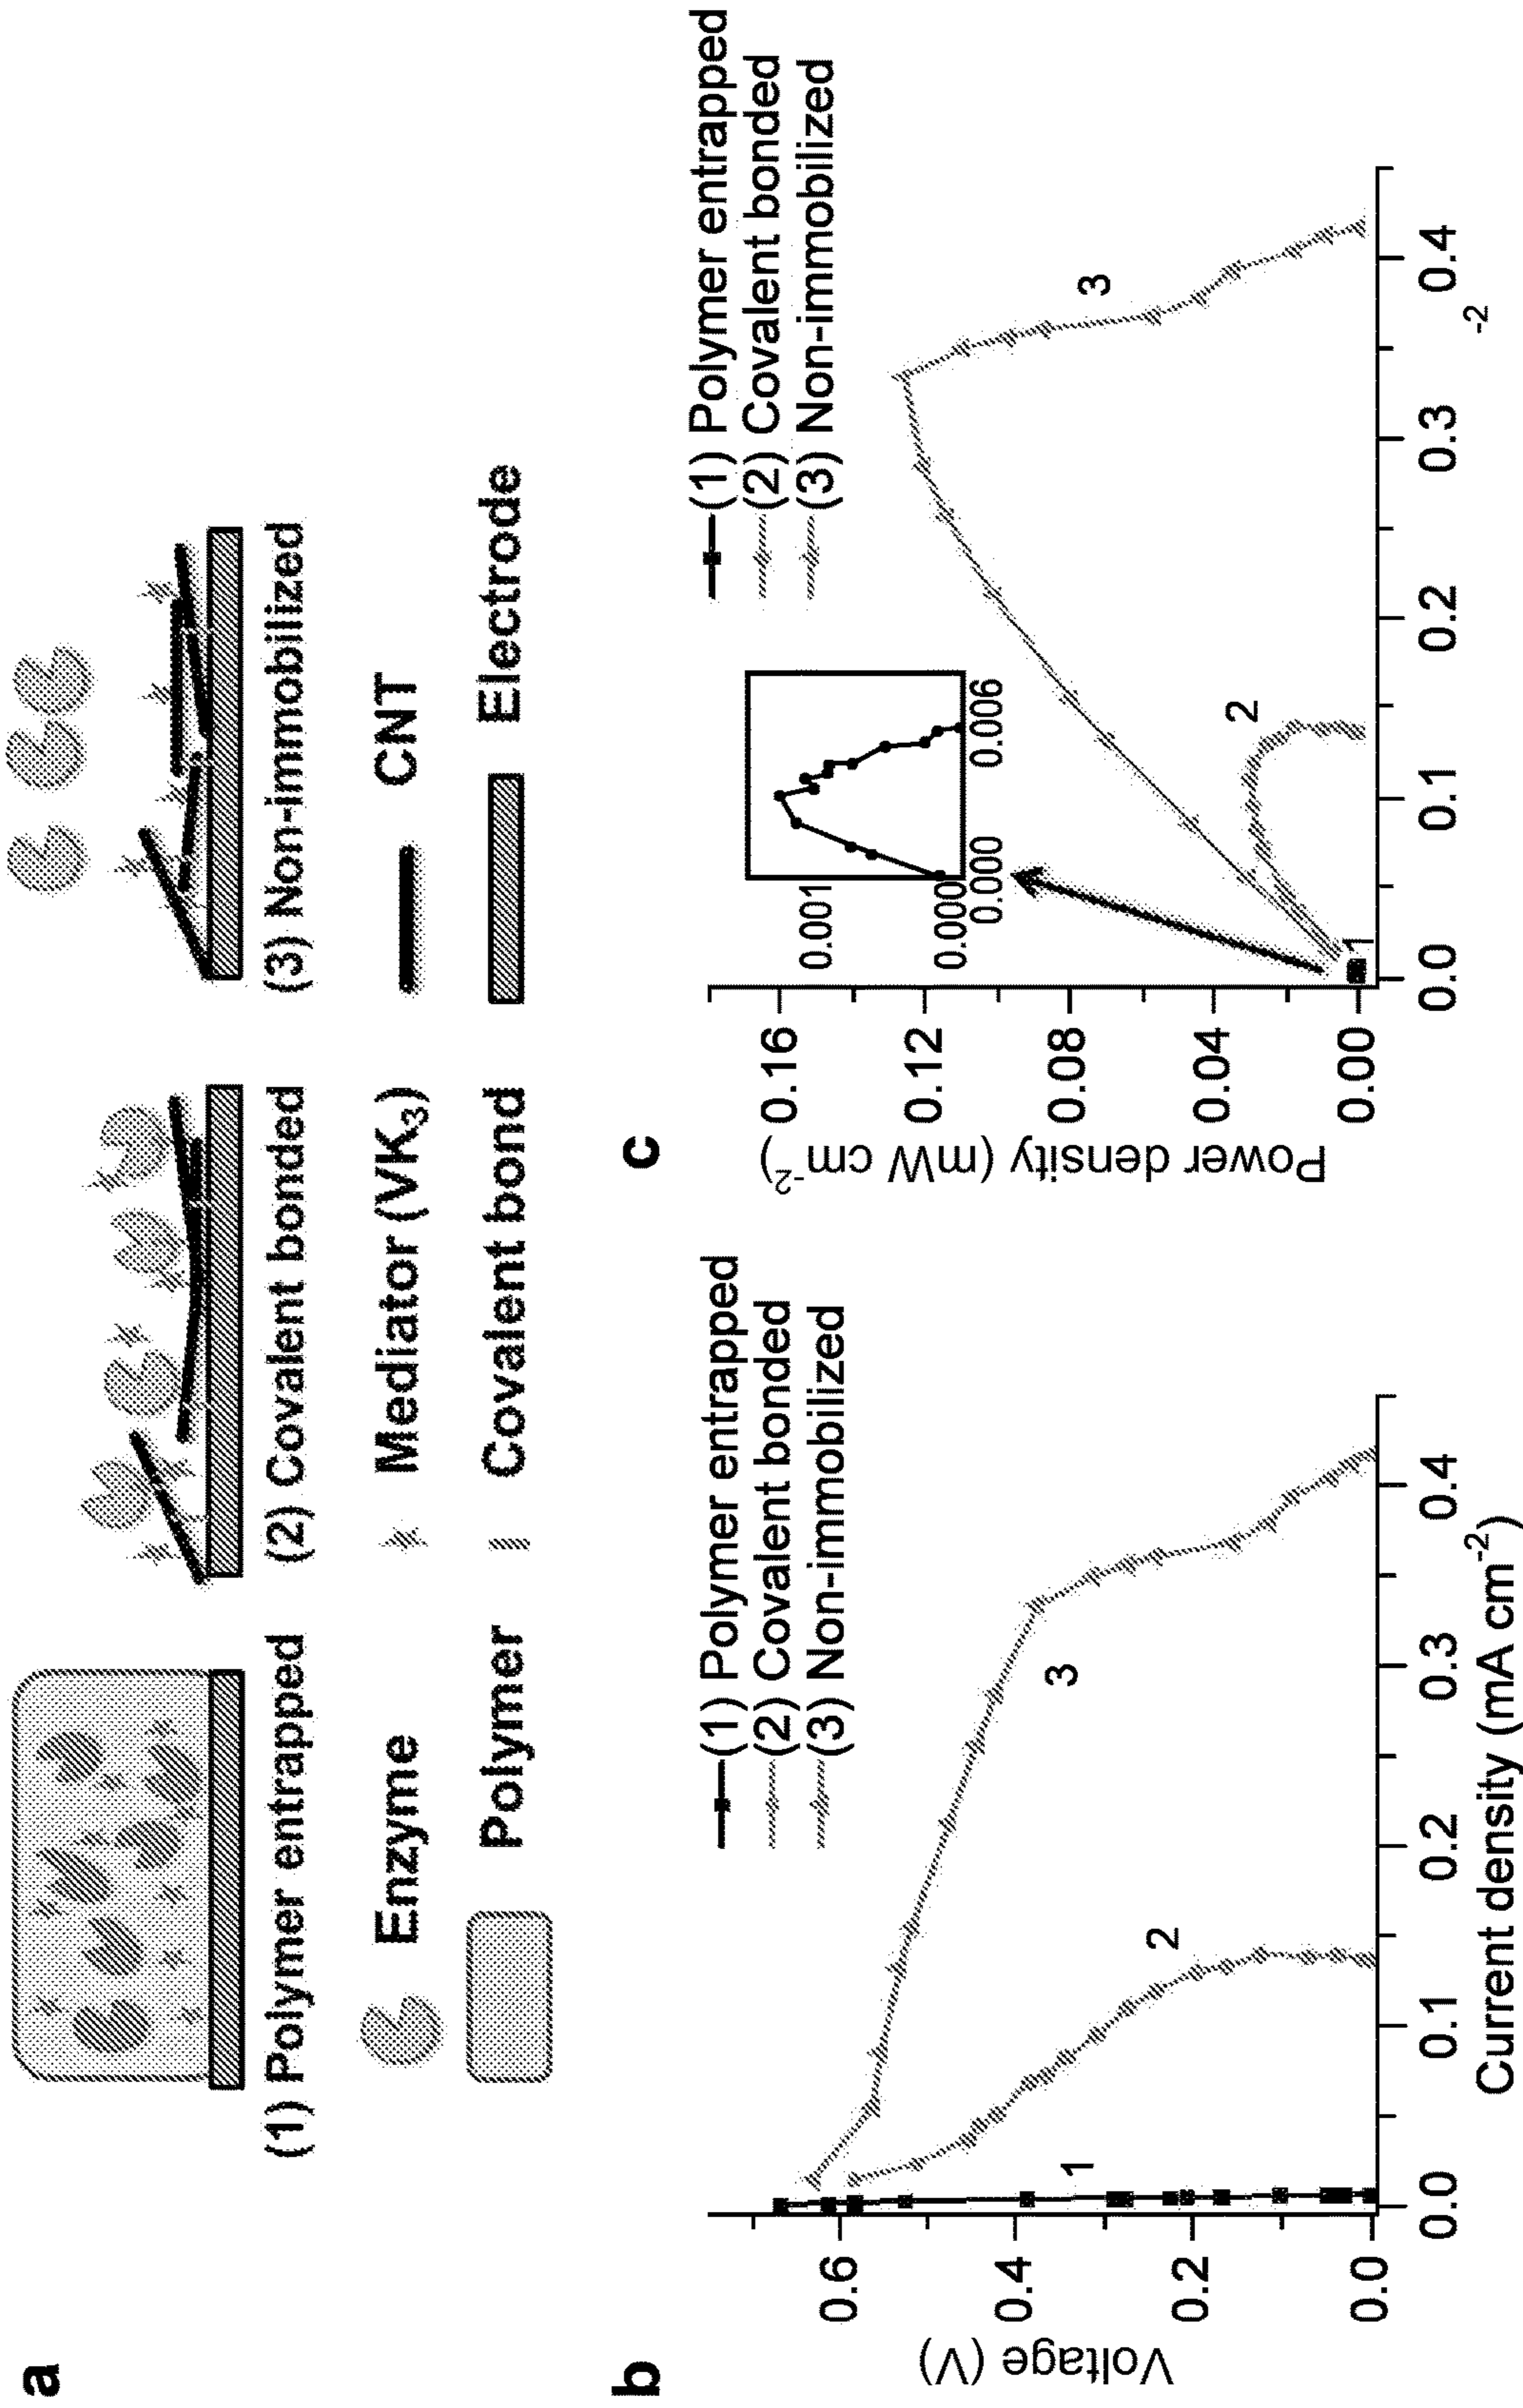 a
(1) Polymer entrapped
(2) Covalent bonded
(3) Non-immobilized
Enzyme
Mediator (VK3)
CNT
Polymer
Covalent bond
Electrode
b
(1) Polymer entrapped
(2) Covalent bonded
(3) Non-immobilized
Voltage (V)
0.6
0.4
0.2
0.0
1
2
3
0.0
0.1
0.2
0.3
0.4
Current density (mA cm-2)
c
(1) Polymer entrapped
(2) Covalent bonded
(3) Non-immobilized
Power density (mW cm-2)
0.16
0.12
0.08
0.04
0.00
0.001
0.000
0.000
0.006
1
2
3
0.0
0.1
0.2
0.3
0.4
-2